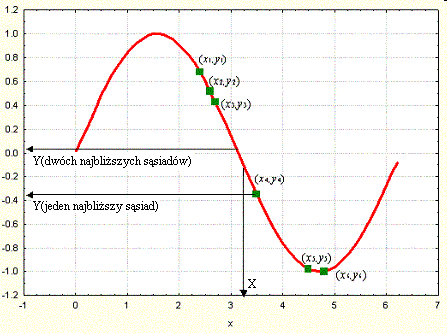 1.2
1.0
0.8
0.6
0.4
0.2
0.0
-0.2
-0.4
-0.6
-0.8
-1.0
-1.2
(x₁,y₁)
(x₂,y₂)
(x₃,y₃)
Y(dwóch najbliższych sąsiadów)
(x₄,y₄)
Y(jeden najbliższy sąsiad)
(x₅,y₅)
(x₆,y₆)
X
-1 0 1 2 3 4 5 6 7
x